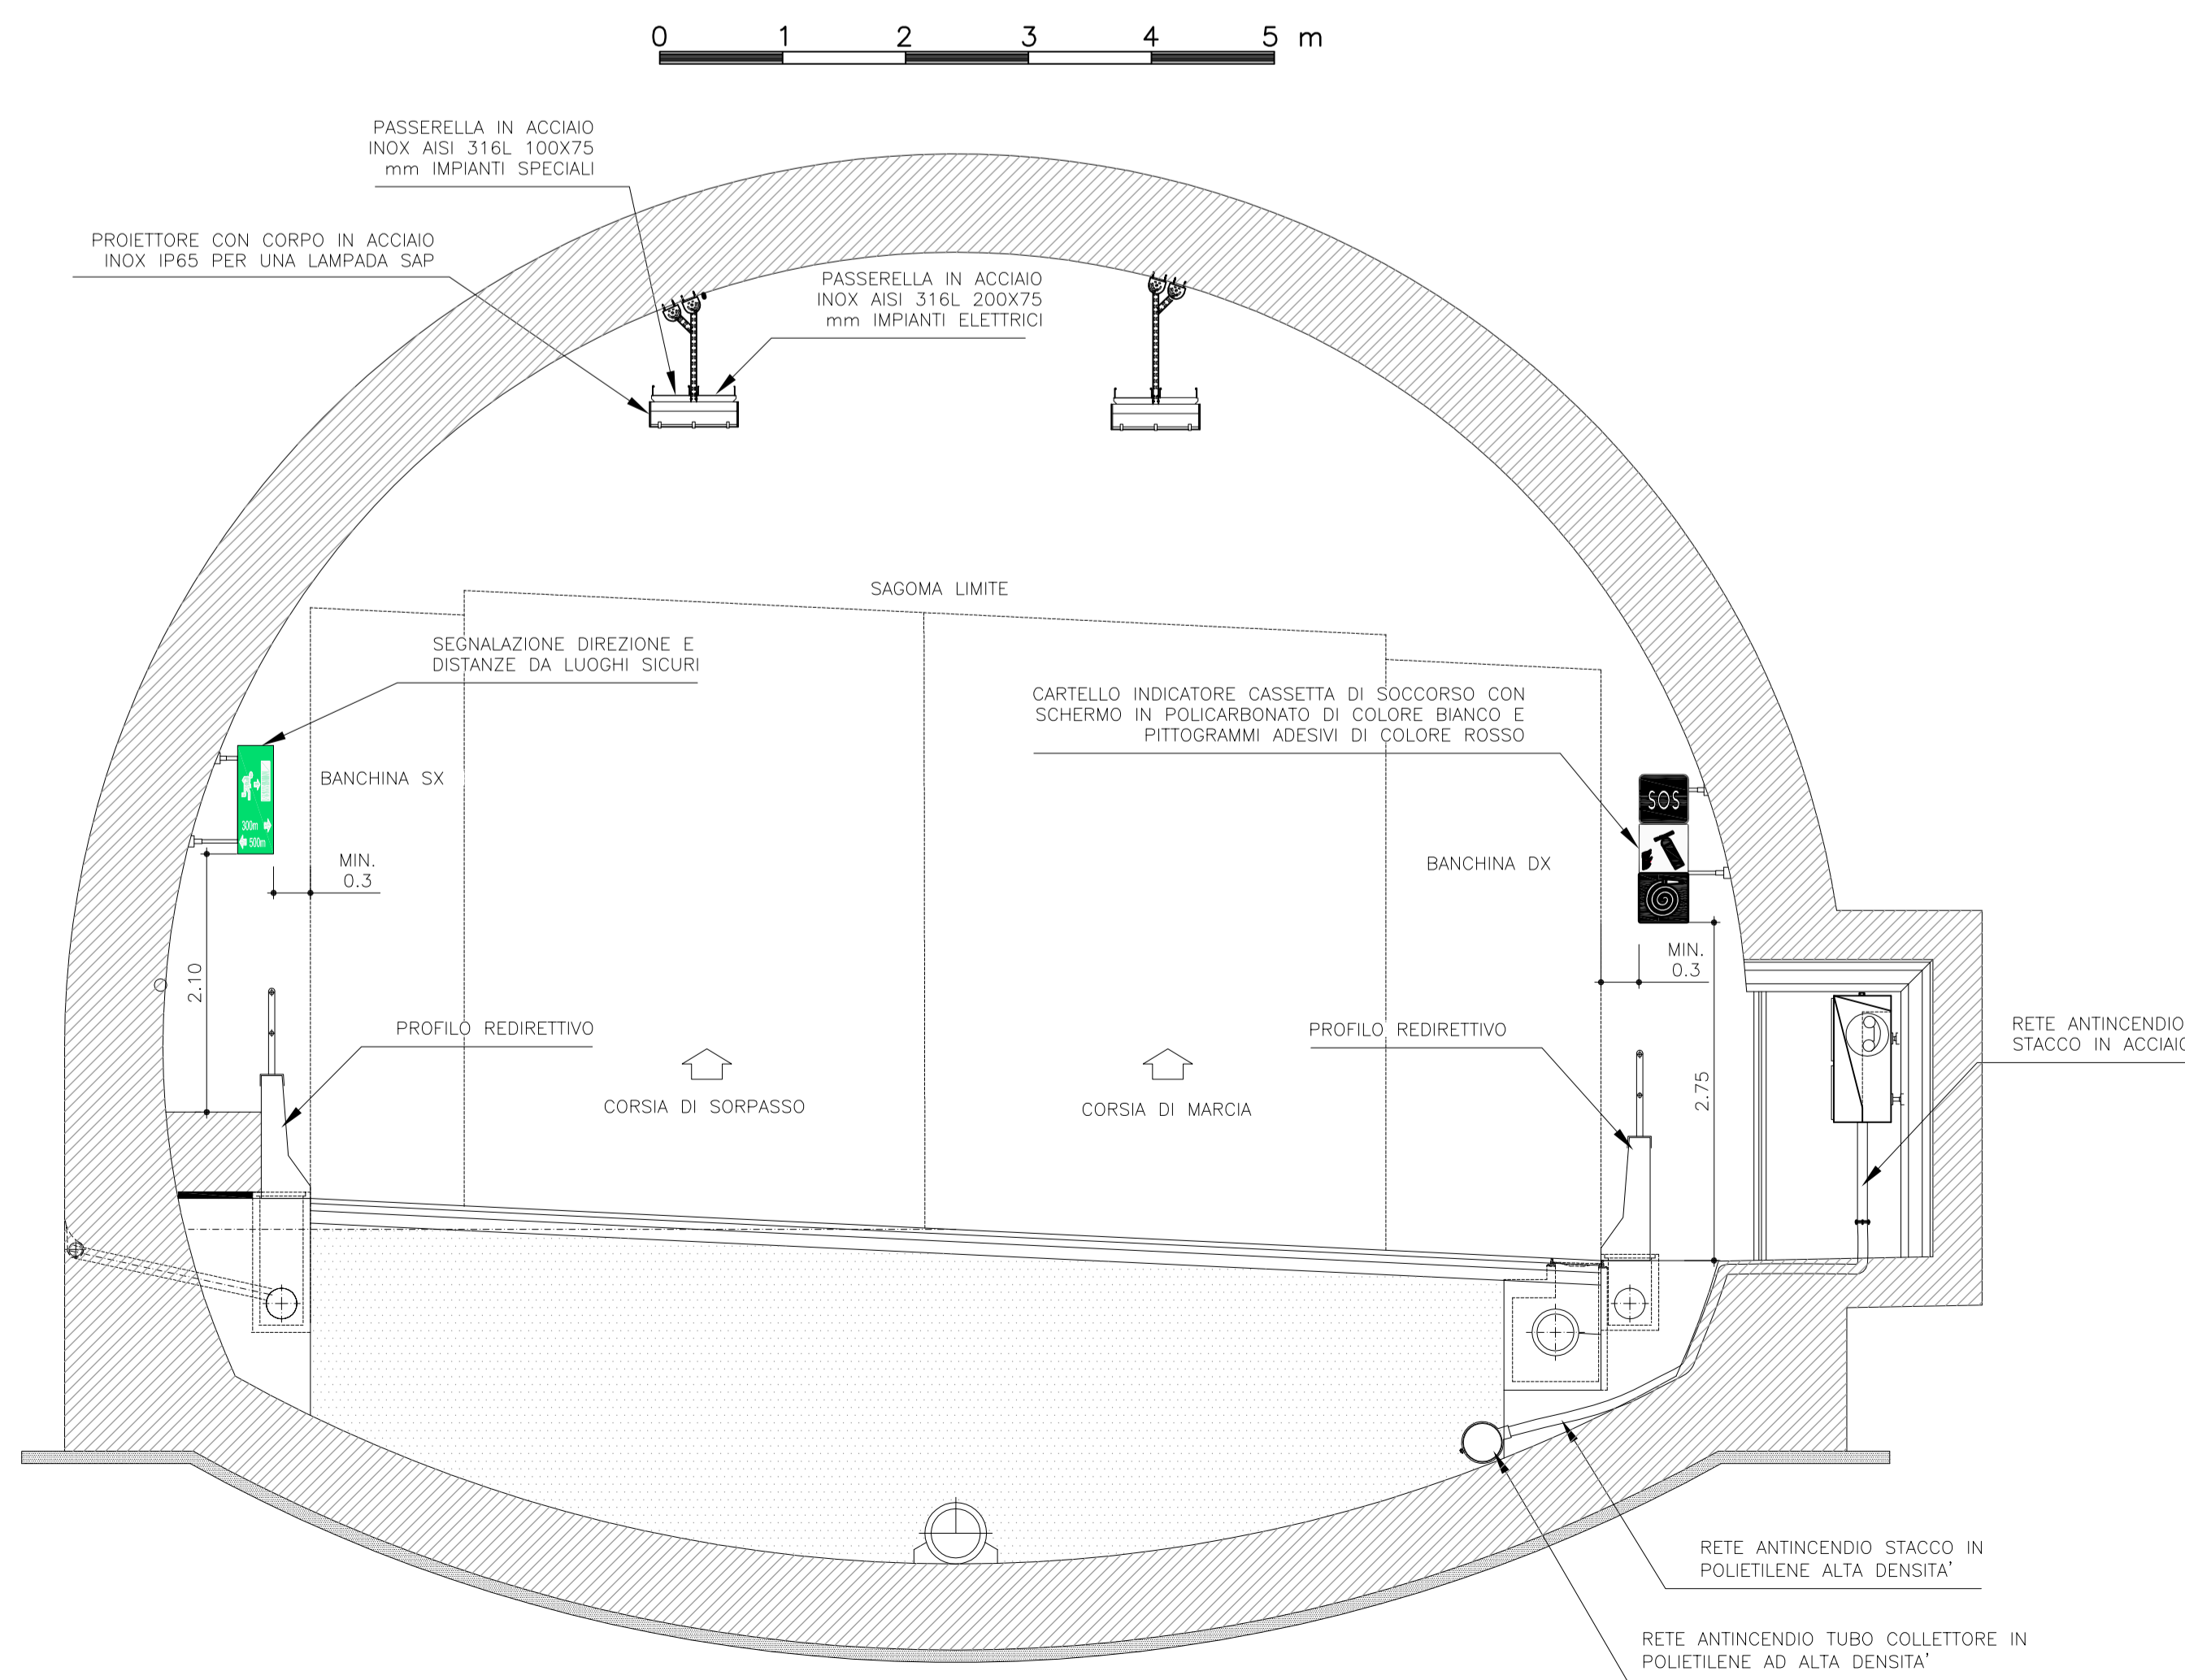 0 1 2 3 4 5 m
PASSERELLA IN ACCIAIO
INOX AISI 316L 100X75
mm IMPIANTI SPECIALI
PROIETTORE CON CORPO IN ACCIAIO
INOX IP65 PER UNA LAMPADA SAP
PASSERELLA IN ACCIAIO
INOX AISI 316L 200X75
mm IMPIANTI ELETTRICI
SAGOMA LIMITE
SEGNALAZIONE DIREZIONE E
DISTANZE DA LUOGHI SICURI
CARTELLO INDICATORE CASSETTA DI SOCCORSO CON
SCHERMO IN POLICARBONATO DI COLORE BIANCO E
PITTOGRAMMI ADESIVI DI COLORE ROSSO
BANCHINA SX
300m
500m
SOS
MIN.
0.3
BANCHINA DX
MIN.
0.3
2.10
PROFILO REDIRETTIVO
PROFILO REDIRETTIVO
RETE ANTINCENDIO
STACCO IN ACCIAIO
2.75
CORSIA DI SORPASSO
CORSIA DI MARCIA
RETE ANTINCENDIO STACCO IN
POLIETILENE ALTA DENSITA'
RETE ANTINCENDIO TUBO COLLETTORE IN
POLIETILENE AD ALTA DENSITA'